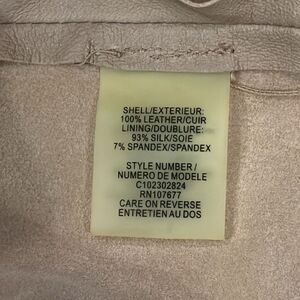 SHELL/EXTERIEUR:
100% LEATHER/CUIR
LINING/DOUBLURE:
93% SILK/SOIE
7% SPANDEX/SPANDEX
STYLE NUMBER/
NUMERO DE MODELE
C102302824
RN107677
CARE ON REVERSE
ENTRETIEN AU DOS